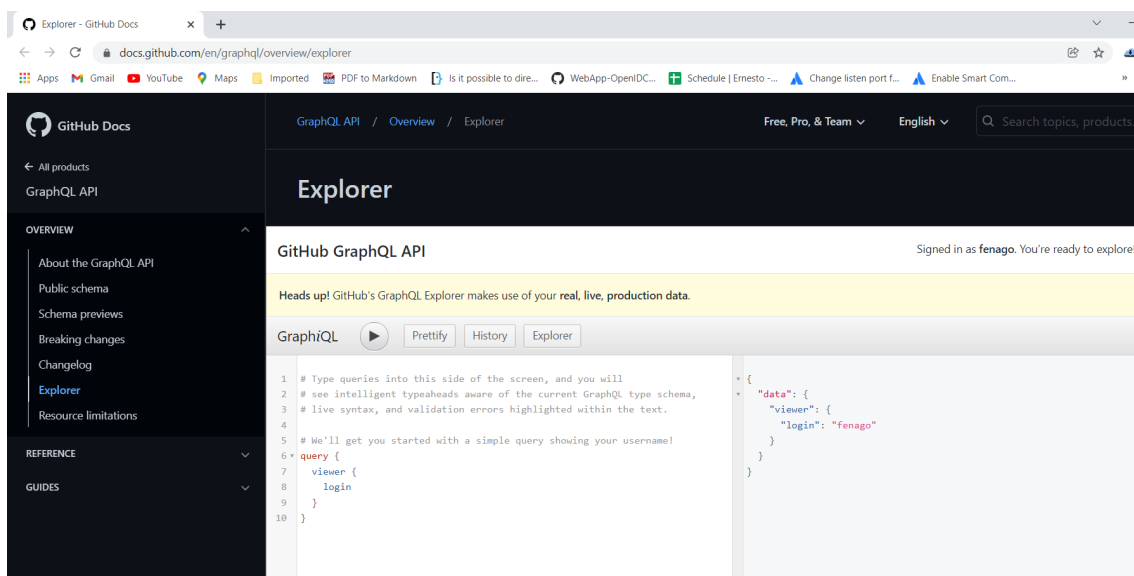 Explorer - GitHub Docs
docs.github.com/en/graphql/overview/explorer
Apps Gmail YouTube Maps Imported PDF to Markdown Is it possible to dire... WebApp-OpenIDC... Schedule | Ernesto -... Change listen port f... Enable Smart Com... »
GitHub Docs
GraphQL API / Overview / Explorer
Free, Pro, & Team
English
Search topics, products.
← All products
GraphQL API
Explorer
OVERVIEW
About the GraphQL API
Public schema
Schema previews
Breaking changes
Changelog
Explorer
Resource limitations
REFERENCE
GUIDES
GitHub GraphQL API
Signed in as fenago. You're ready to explore!
Heads up! GitHub's GraphQL Explorer makes use of your real, live, production data.
GraphiQL
Prettify
History
Explorer
1 # Type queries into this side of the screen, and you will
2 # see intelligent typeaheads aware of the current GraphQL type schema,
3 # live syntax, and validation errors highlighted within the text.
4
5 # We'll get you started with a simple query showing your username!
6 query {
7 viewer {
8 login
9 }
10 }
{
"data": {
"viewer": {
"login": "fenago"
}
}
}